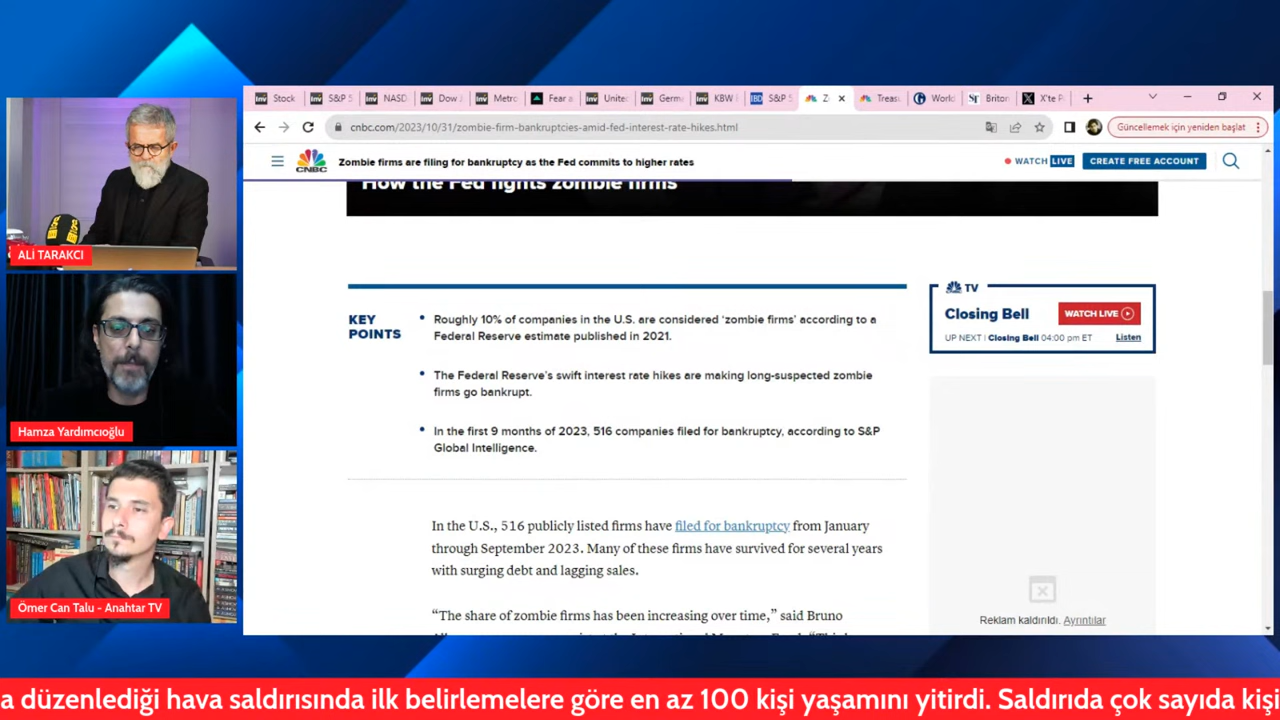 Stock
S&P 5
NASD
Dow J
Metro
Fear a
Unite
Germ
KBW
S&P 5
Z
Treas
World
Briton
X'te P
cnbc.com/2023/10/31/zombie-firm-bankruptcies-amid-fed-interest-rate-hikes.html
Güncellemek için yeniden başlat
CNBC
Zombie firms are filing for bankruptcy as the Fed commits to higher rates
WATCH LIVE
CREATE FREE ACCOUNT
How the Fed fights zombie firms
ALİ TARAKCI
KEY
POINTS
Roughly 10% of companies in the U.S. are considered ‘zombie firms’ according to a
Federal Reserve estimate published in 2021.
The Federal Reserve’s swift interest rate hikes are making long-suspected zombie
firms go bankrupt.
In the first 9 months of 2023, 516 companies filed for bankruptcy, according to S&P
Global Intelligence.
TV
Closing Bell
WATCH LIVE
UP NEXT | Closing Bell 04:00 pm ET
Listen
Hamza Yardımcıoğlu
In the U.S., 516 publicly listed firms have filed for bankruptcy from January
through September 2023. Many of these firms have survived for several years
with surging debt and lagging sales.
“The share of zombie firms has been increasing over time,” said Bruno
Reklam kaldırıldı. Ayrıntılar
Ömer Can Talu - Anahtar TV
a düzenlediği hava saldırısında ilk belirlemelere göre en az 100 kişi yaşamını yitirdi. Saldırıda çok sayıda kişi